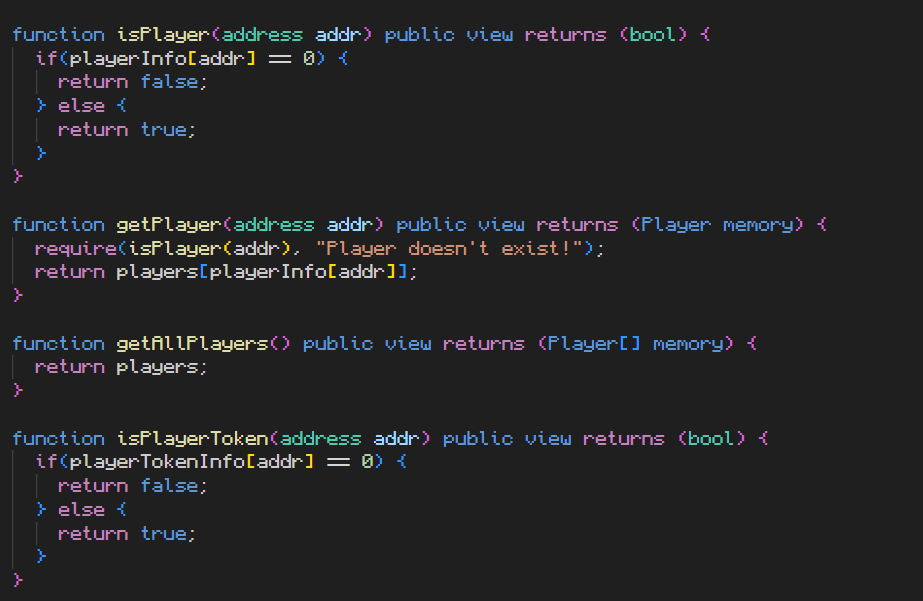 function isPlayer(address addr) public view returns (bool) {
if(playerInfo[addr] == 0) {
return false;
} else {
return true;
}
}
function getPlayer(address addr) public view returns (Player memory) {
require(isPlayer(addr), "Player doesn't exist!");
return players[playerInfo[addr]];
}
function getAllPlayers() public view returns (Player[] memory) {
return players;
}
function isPlayerToken(address addr) public view returns (bool) {
if(playerTokenInfo[addr] == 0) {
return false;
} else {
return true;
}
}